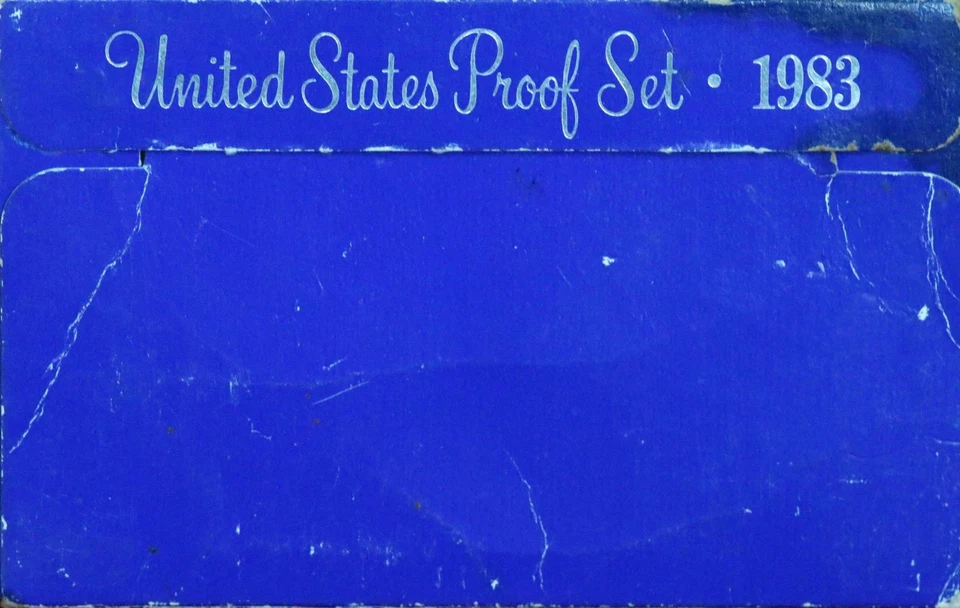 United States Proof Set • 1983